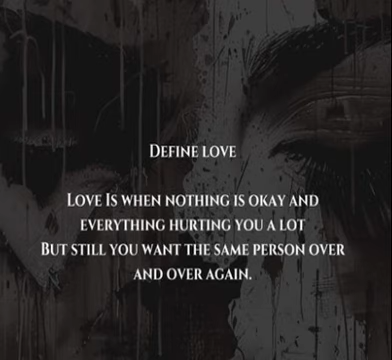 Define love
Love Is when nothing is okay and
everything hurting you a lot
But still you want the same person over
and over again.